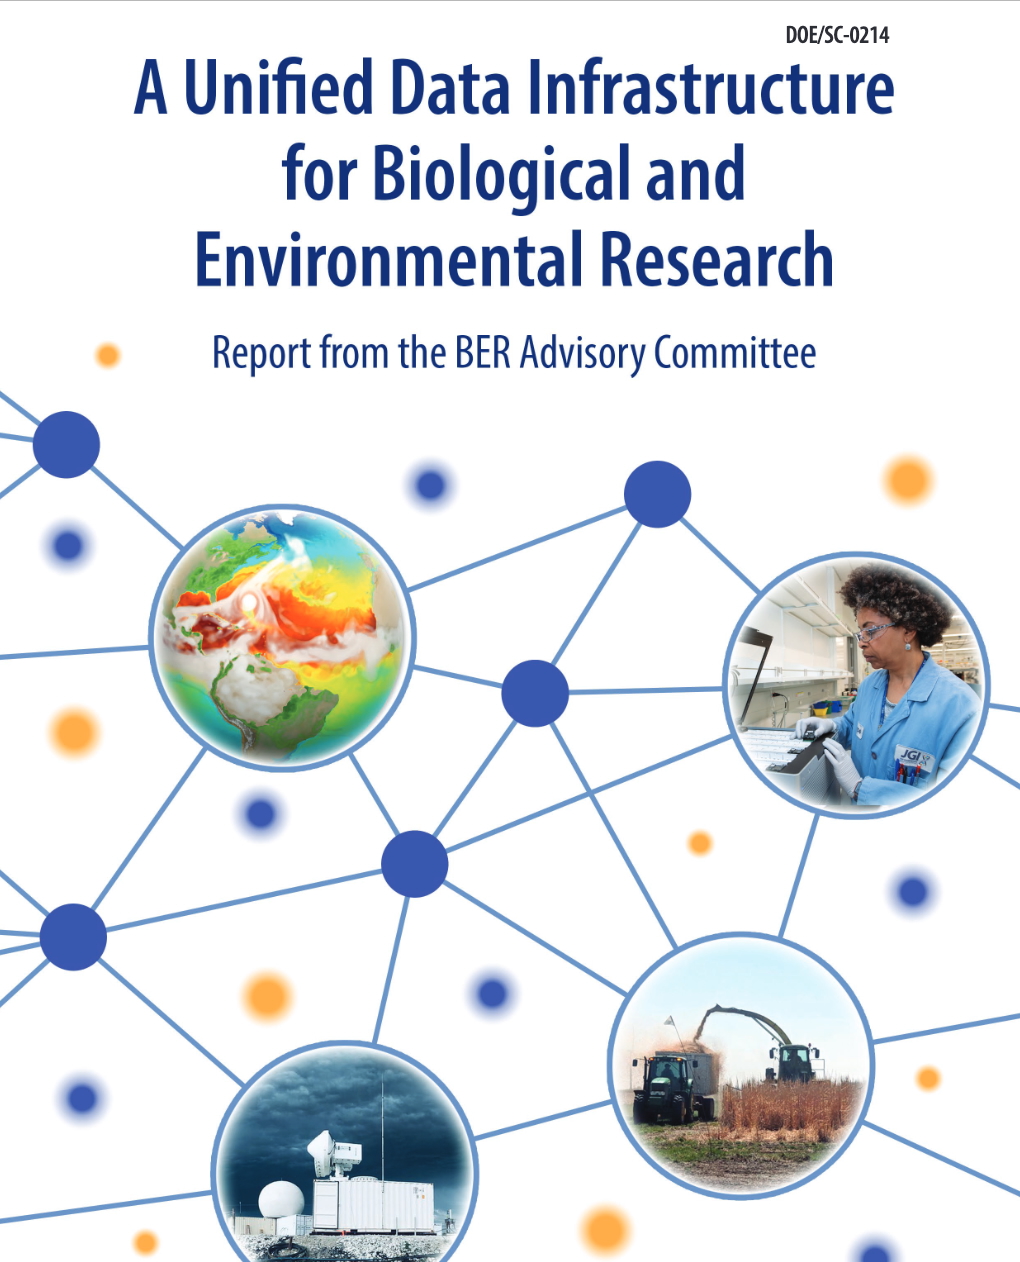 DOE/SC-0214
A Unified Data Infrastructure
for Biological and
Environmental Research
Report from the BER Advisory Committee
JGI